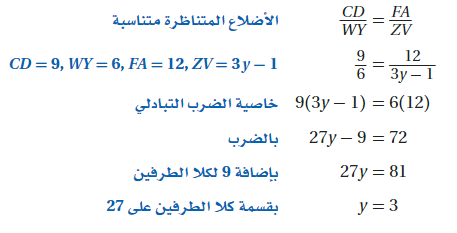 الأضلاع المتناظرة متناسبة CD/WY = FA/ZV
CD = 9, WY = 6, FA = 12, ZV = 3y – 1 9/6 = 12/(3y – 1)
خاصية الضرب التبادلي 9(3y – 1) = 6(12)
بالضرب 27y – 9 = 72
بإضافة 9 لكلا الطرفين 27y = 81
بقسمة كلا الطرفين على 27 y = 3